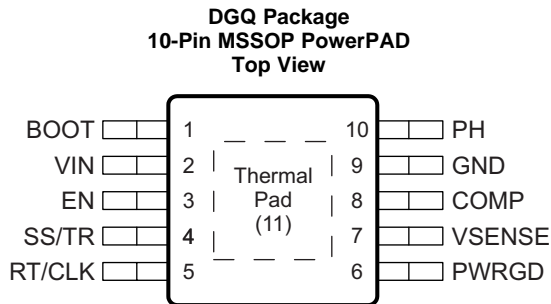 DGQ Package
10-Pin MSSOP PowerPAD
Top View
BOOT 1 10 PH
VIN 2 9 GND
EN 3 8 COMP
SS/TR 4 7 VSENSE
RT/CLK 5 6 PWRGD
Thermal
Pad
(11)